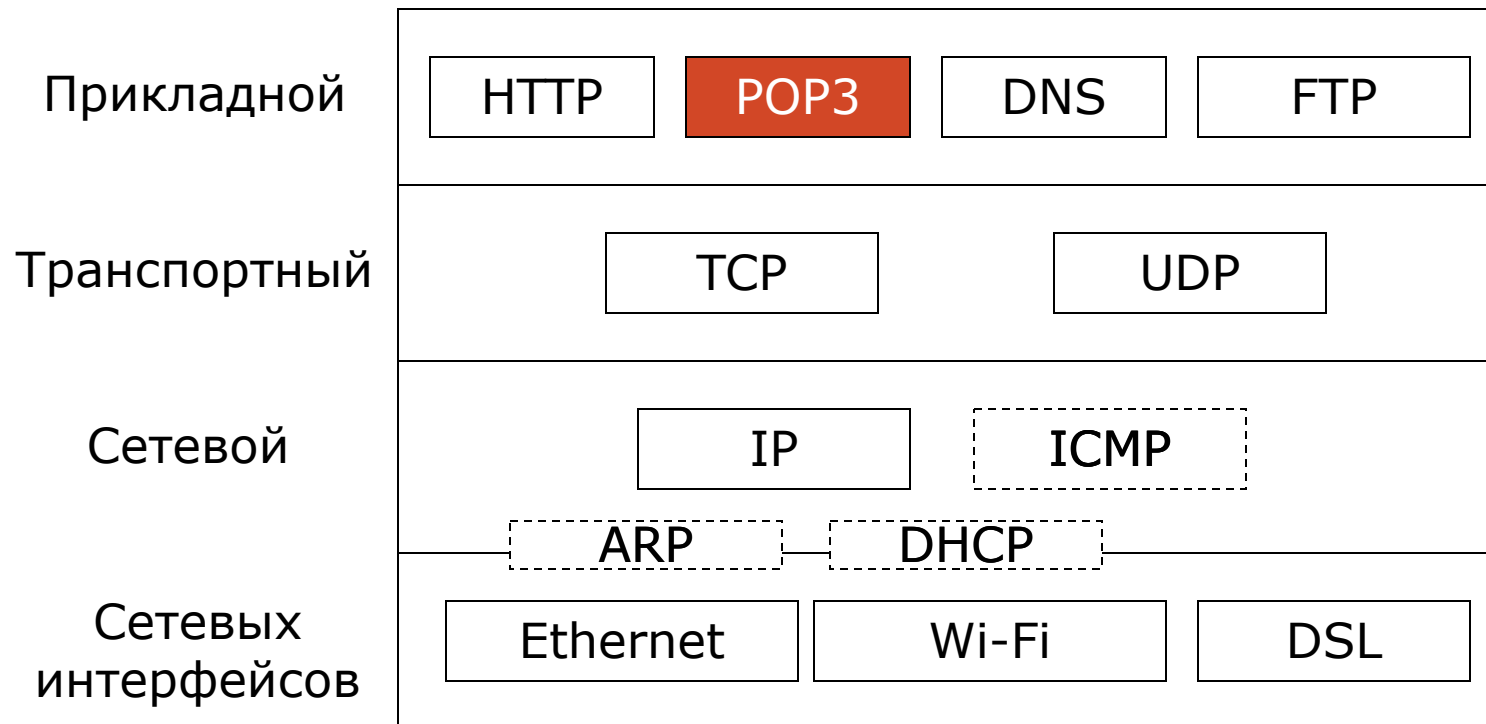 Прикладной
HTTP POP3 DNS FTP
Транспортный
TCP UDP
Сетевой
IP ICMP
ARP DHCP
Сетевых
интерфейсов
Ethernet Wi-Fi DSL